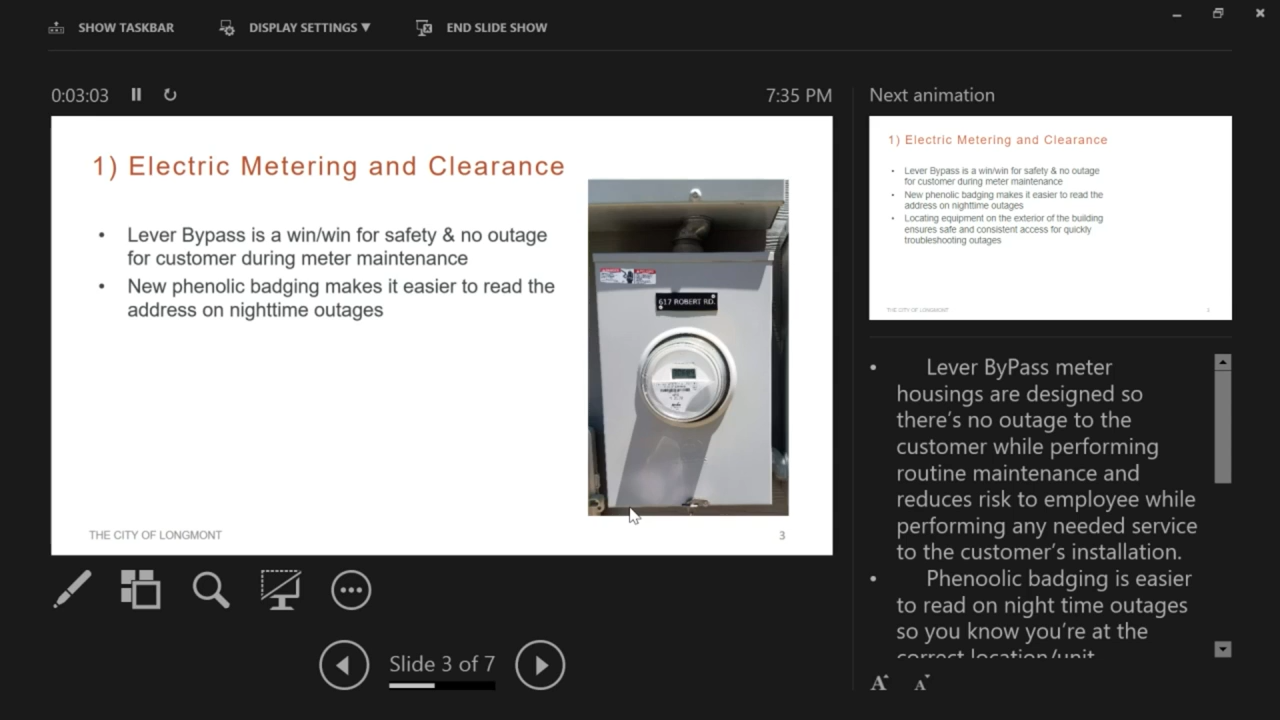 SHOW TASKBAR
DISPLAY SETTINGS ▼
END SLIDE SHOW
0:03:03
7:35 PM
Next animation
1) Electric Metering and Clearance
• Lever Bypass is a win/win for safety & no outage
for customer during meter maintenance
• New phenolic badging makes it easier to read the
address on nighttime outages
617 ROBERT RD.
THE CITY OF LONGMONT
3
1) Electric Metering and Clearance
• Lever Bypass is a win/win for safety & no outage
for customer during meter maintenance
• New phenolic badging makes it easier to read the
address on nighttime outages
• Locating equipment on the exterior of the building
ensures safe and consistent access for quickly
troubleshooting outages
THE CITY OF LONGMONT
• Lever ByPass meter
housings are designed so
there's no outage to the
customer while performing
routine maintenance and
reduces risk to employee while
performing any needed service
to the customer's installation.
• Phenoolic badging is easier
to read on night time outages
so you know you're at the
correct location/unit
Slide 3 of 7
A A